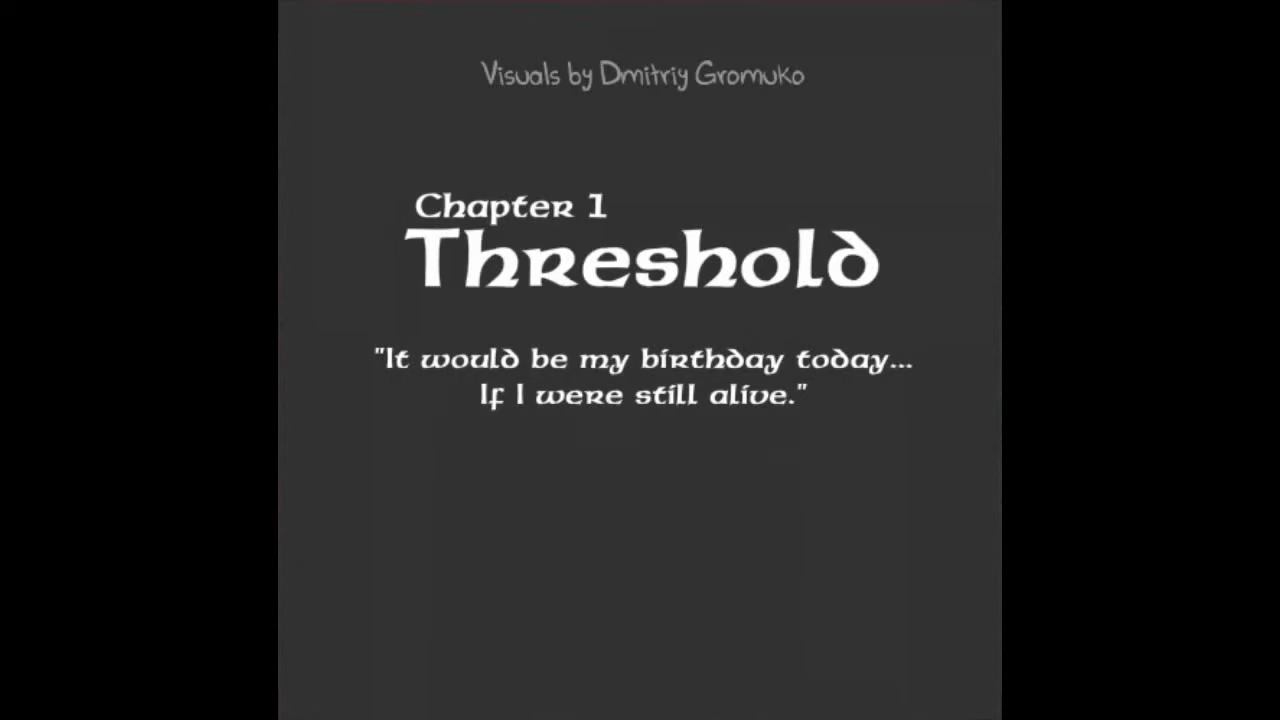 Visuals by Dmitriy Gromuko
Chapter 1
Threshold
"It would be my birthday today...
If I were still alive."